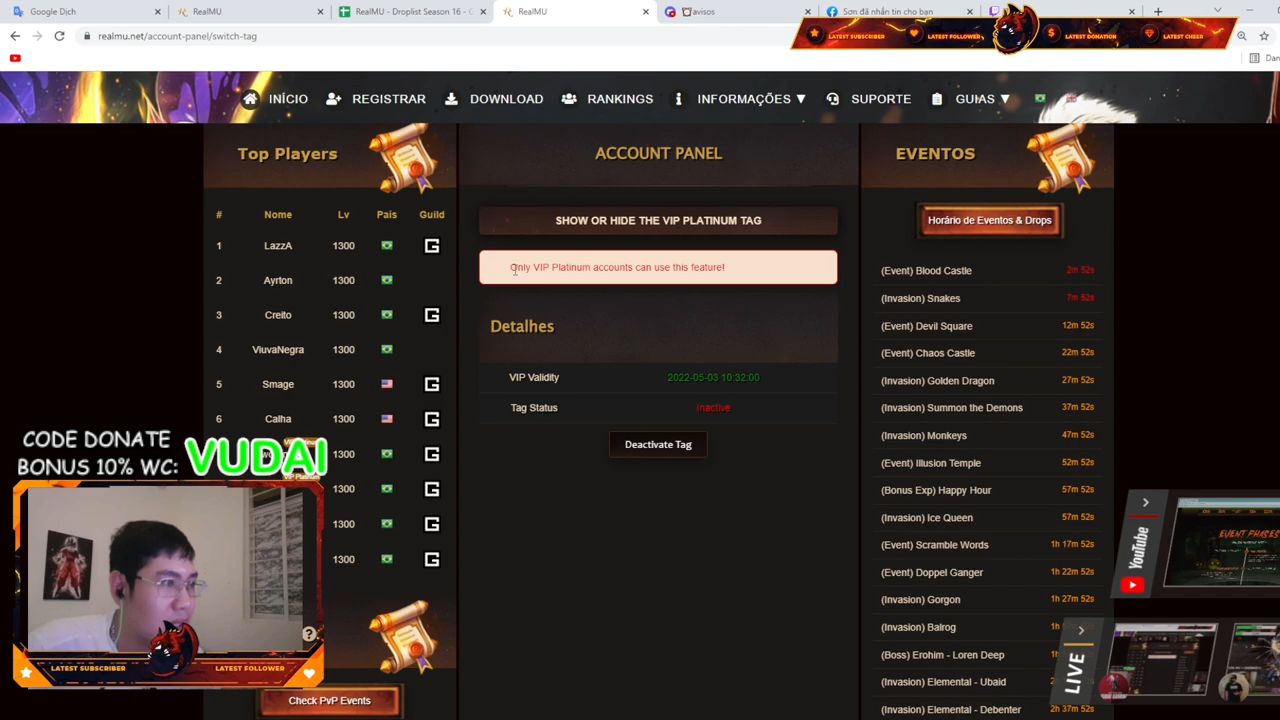 Google Dịch
RealMU
RealMU - Droplist Season 16 - G
RealMU
avisos
Sơn đã nhắn tin cho bạn
realmu.net/account-panel/switch-tag
LATEST SUBSCRIBER
LATEST FOLLOWER
LATEST DONATION
LATEST CHEER
Dan
INÍCIO
REGISTRAR
DOWNLOAD
RANKINGS
INFORMAÇÕES ▼
SUPORTE
GUIAS ▼
Top Players
# Nome Lv País Guild
1 LazzA 1300
2 Ayrton 1300
3 Creito 1300
4 ViuvaNegra 1300
5 Smage 1300
6 Calha 1300
1300
1300
1300
1300
Check PvP Events
CODE DONATE
BONUS 10% WC: VUDAI
LATEST SUBSCRIBER
LATEST FOLLOWER
ACCOUNT PANEL
SHOW OR HIDE THE VIP PLATINUM TAG
Only VIP Platinum accounts can use this feature!
Detalhes
VIP Validity 2022-05-03 10:32:00
Tag Status Inactive
Deactivate Tag
EVENTOS
Horário de Eventos & Drops
(Event) Blood Castle 2m 52s
(Invasion) Snakes 7m 52s
(Event) Devil Square 12m 52s
(Event) Chaos Castle 22m 52s
(Invasion) Golden Dragon 27m 52s
(Invasion) Summon the Demons 37m 52s
(Invasion) Monkeys 47m 52s
(Event) Illusion Temple 52m 52s
(Bonus Exp) Happy Hour 57m 52s
(Invasion) Ice Queen 57m 52s
(Event) Scramble Words 1h 17m 52s
(Event) Doppel Ganger 1h 22m 52s
(Invasion) Gorgon 1h 27m 52s
(Invasion) Balrog 1h
(Boss) Erohim - Loren Deep 1h
(Invasion) Elemental - Ubaid
(Invasion) Elemental - Debenter 2h 37m 52s
YouTube
EVENT PHASES
LIVE